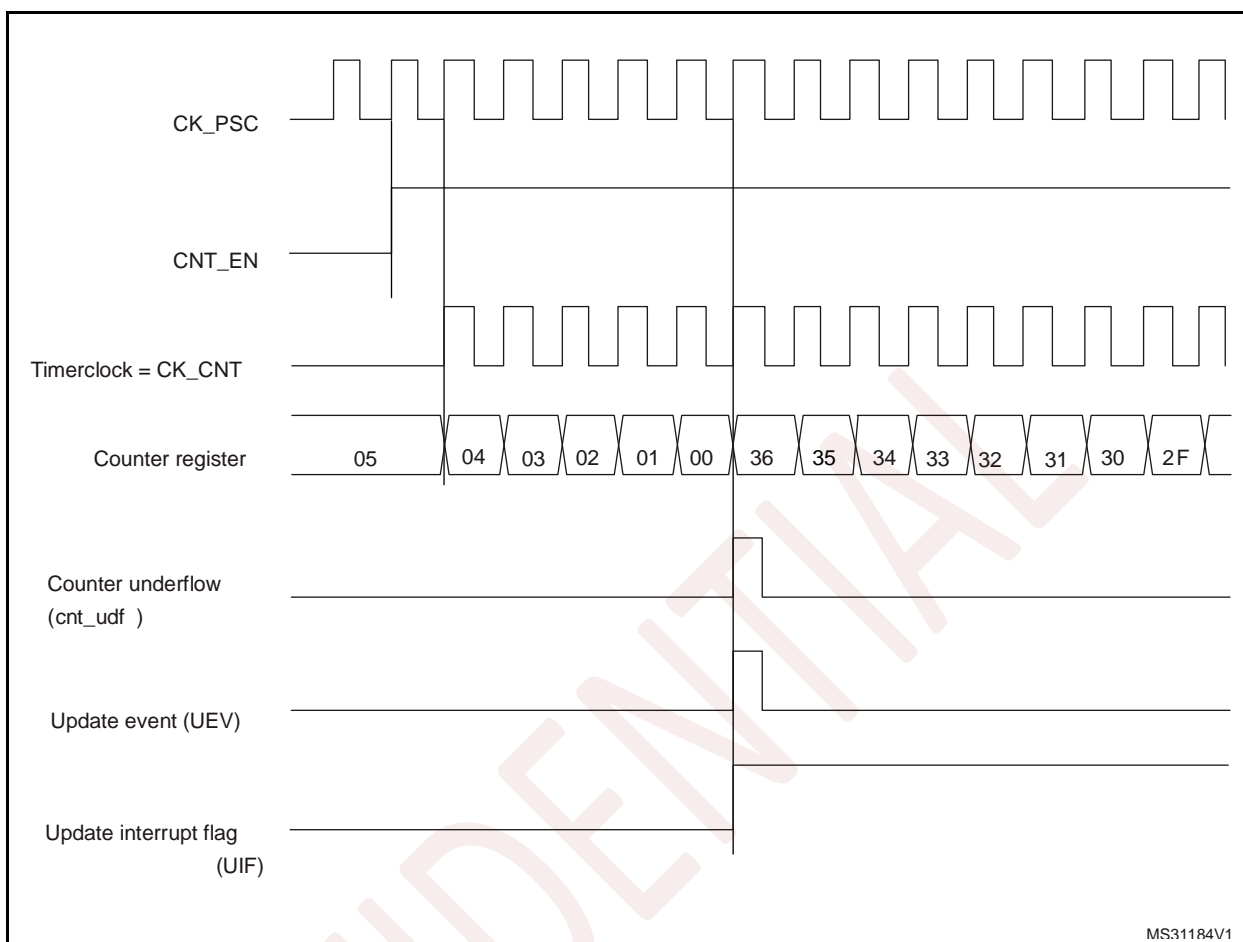 CK_PSC
CNT_EN
Timerclock = CK_CNT
Counter register 05 04 03 02 01 00 36 35 34 33 32 31 30 2F
Counter underflow
(cnt_udf )
Update event (UEV)
Update interrupt flag
(UIF)
MS31184V1
FIDENTIAL